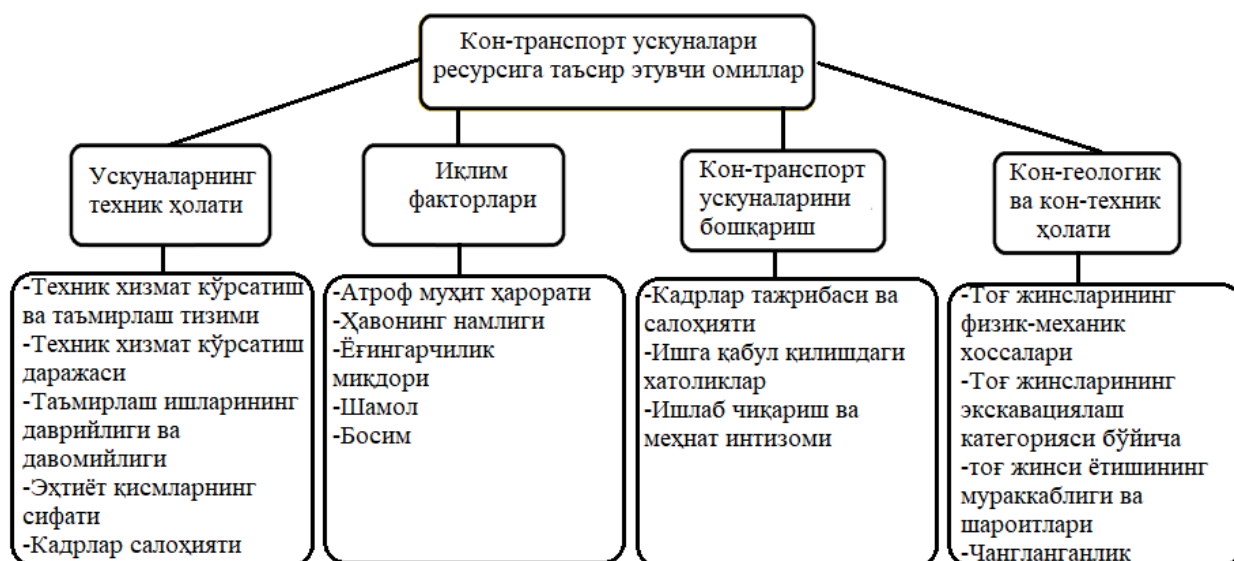 Кон-транспорт ускуналари
ресурсига таъсир этувчи омиллар
Ускуналарнинг
техник ҳолати
Иқлим
факторлари
Кон-транспорт
ускуналарини
бошқариш
Кон-геологик
ва кон-техник
ҳолати
-Техник хизмат кўрсатиш
ва таъмирлаш тизими
-Техник хизмат кўрсатиш
даражаси
-Таъмирлаш ишларининг
даврийлиги ва
давомийлиги
-Эҳтиёт қисмларнинг
сифати
-Кадрлар салоҳияти
-Атроф муҳит ҳарорати
-Ҳавонинг намлиги
-Ёғингарчилик
миқдори
-Шамол
-Босим
-Кадрлар тажрибаси ва
салоҳияти
-Ишга қабул қилишдаги
хатоликлар
-Ишлаб чиқариш ва
меҳнат интизоми
-Тоғ жинсларининг
физик-механик
хоссалари
-Тоғ жинсларининг
экскавациялаш
категорияси бўйича
-тоғ жинси ётишининг
мураккаблиги ва
шароитлари
-Чангланганлик